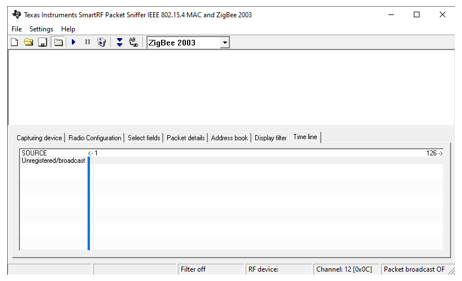 Texas Instruments SmartRF Packet Sniffer IEEE 802.15.4 MAC and ZigBee 2003
File Settings Help
ZigBee 2003
Capturing device Radio Configuration Select fields Packet details Address book Display filter Time line
SOURCE <- 1 126 ->
Unregistered/broadcast
Filter off RF device: Channel: 12 [0x0C] Packet broadcast OF